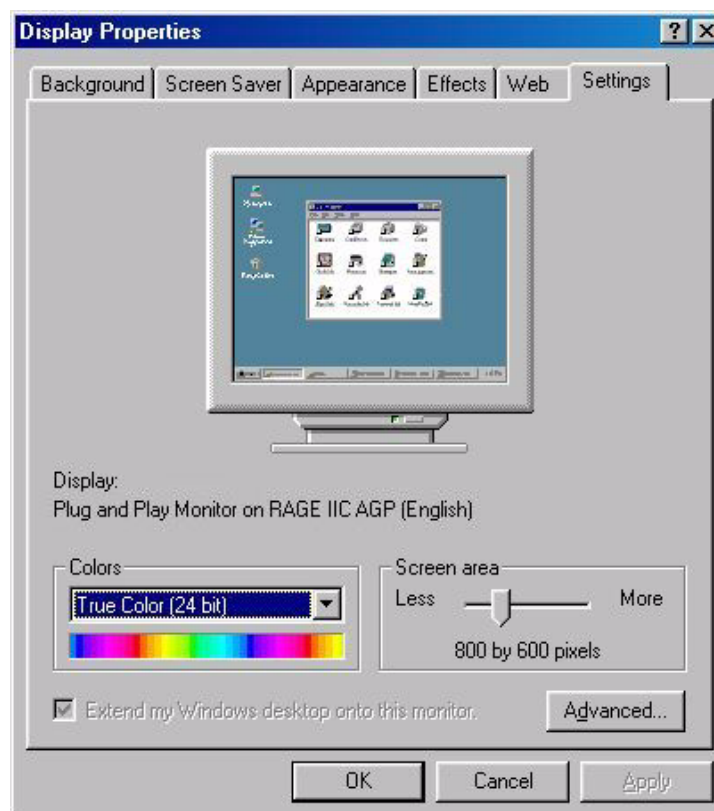 Display Properties
Background Screen Saver Appearance Effects Web Settings
Display:
Plug and Play Monitor on RAGE IIC AGP (English)
Colors
True Color (24 bit)
Screen area
Less More
800 by 600 pixels
Extend my Windows desktop onto this monitor.
Advanced...
OK Cancel Apply